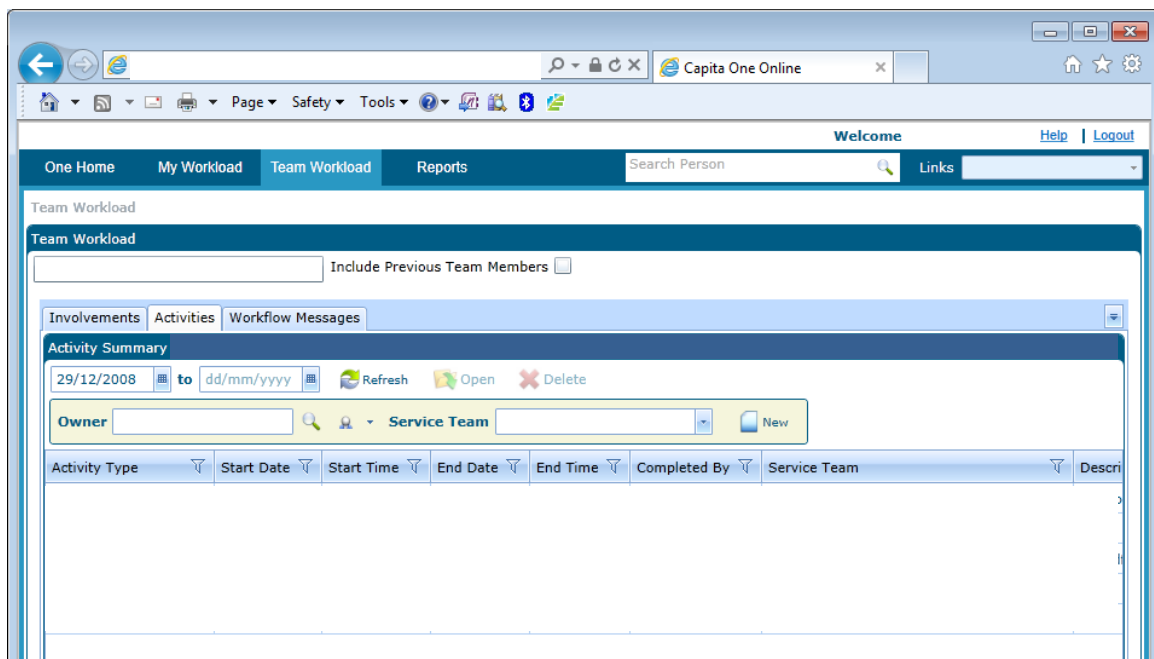 Capita One Online
Page Safety Tools
Welcome Help | Logout
One Home My Workload Team Workload Reports Search Person Links
Team Workload
Team Workload
Include Previous Team Members
Involvements Activities Workflow Messages
Activity Summary
29/12/2008 to dd/mm/yyyy Refresh Open Delete
Owner Service Team New
Activity Type Start Date Start Time End Date End Time Completed By Service Team Descri